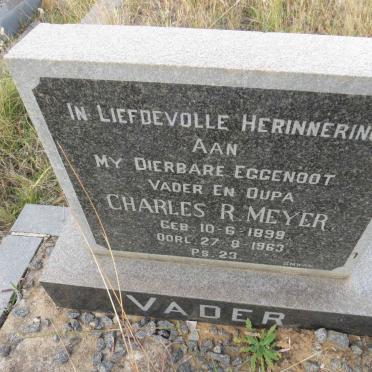 IN LIEFDEVOLLE HERINNERING
AAN
MY DIERBARE EGGENOOT
VADER EN OUPA
CHARLES R. MEYER
GEB. 10-6-1899
OORL. 27-8-1963
PS. 23
VADER